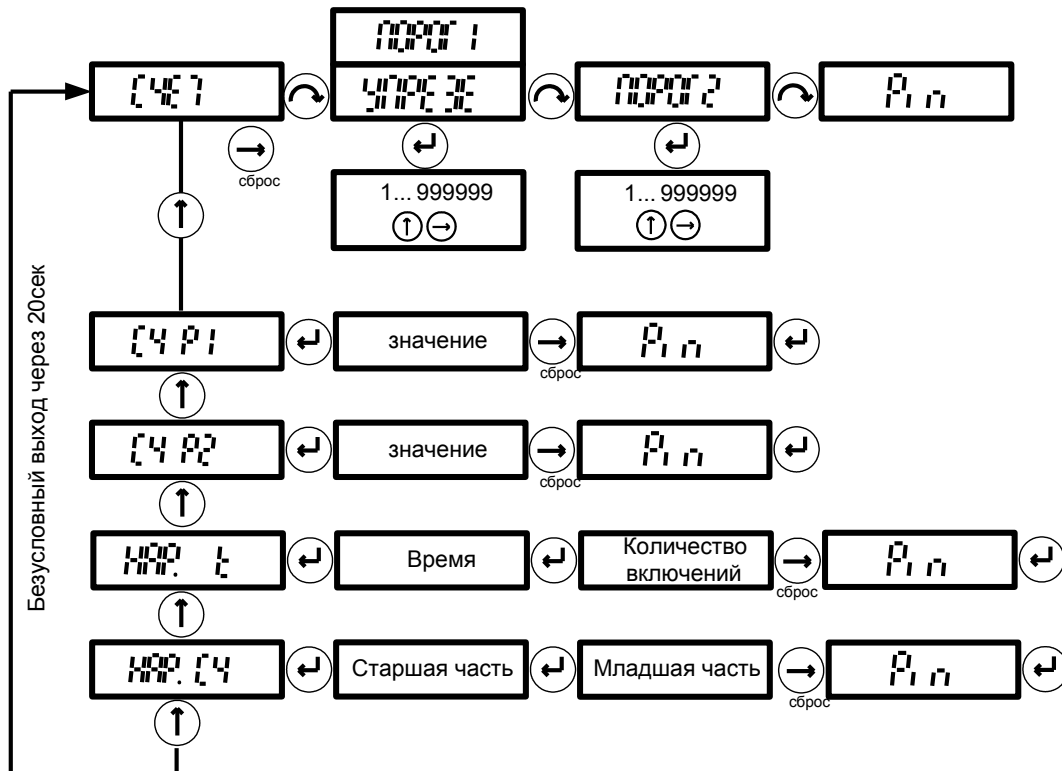 ПОРОГ 1
СЧЕТ
УПРЕЖ
ПОРОГ2
Pin
сброс
1... 999999
1... 999999
Безусловный выход через 20сек
СЧ Р1
значение
сброс
Pin
СЧ Р2
значение
сброс
Pin
НАР. t
Время
Количество
включений
сброс
Pin
НАР.СЧ
Старшая часть
Младшая часть
сброс
Pin